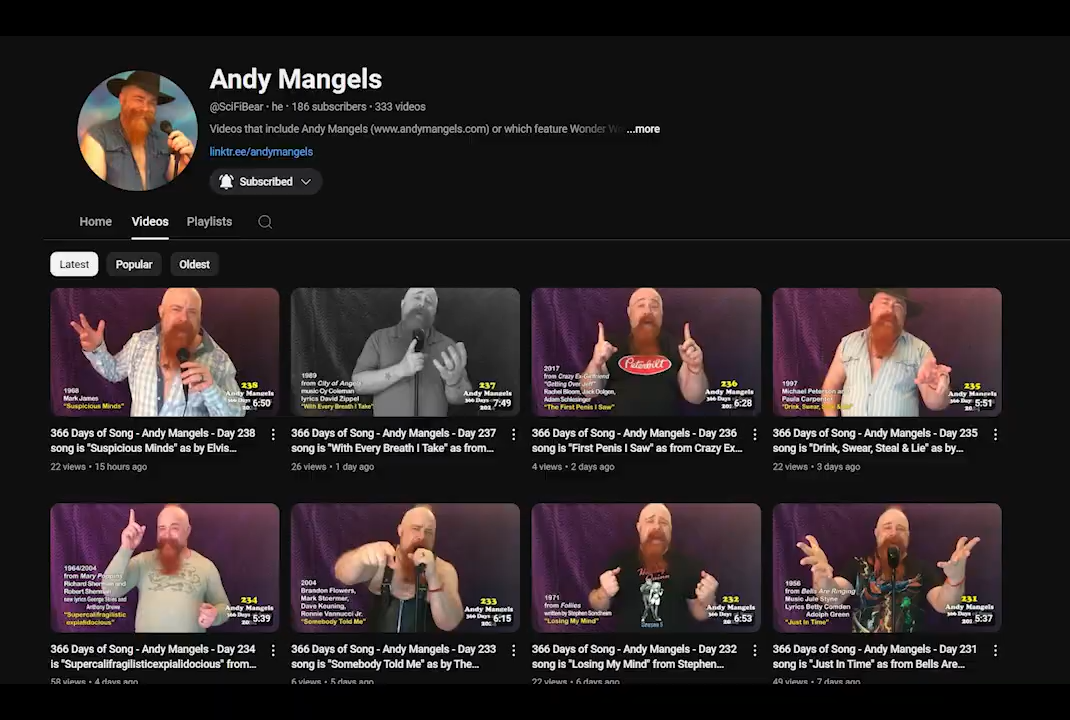 Andy Mangels
@SciFiBear • he • 186 subscribers • 333 videos
Videos that include Andy Mangels (www.andymangels.com) or which feature Wonder ...more
linktr.ee/andymangels
Subscribed
Home Videos Playlists
Latest Popular Oldest
1968
Mark James
"Suspicious Minds"
238
Andy Mangels
6:50
1989
from City of Angels
music Cy Coleman
lyrics David Zippel
"With Every Breath I Take"
237
Andy Mangels
7:49
2017
from Crazy Ex-Girlfriend
"Getting Over Jeff"
Rachel Bloom, Jack Dolgen,
Adam Schlesinger
"The First Penis I Saw"
Peterbilt
236
Andy Mangels
6:28
1997
Michael Peterson and
Paula Carpenter
"Drink, Swear, Steal & Lie"
235
Andy Mangels
5:51
366 Days of Song - Andy Mangels - Day 238
song is "Suspicious Minds" as by Elvis...
22 views • 15 hours ago
366 Days of Song - Andy Mangels - Day 237
song is "With Every Breath I Take" as from...
26 views • 1 day ago
366 Days of Song - Andy Mangels - Day 236
song is "First Penis I Saw" as from Crazy Ex...
4 views • 2 days ago
366 Days of Song - Andy Mangels - Day 235
song is "Drink, Swear, Steal & Lie" as by...
22 views • 3 days ago
1964/2004
from Mary Poppins
Richard Sherman and
Robert Sherman
new lyrics George Stiles and
Anthony Drewe
"Supercalifragilistic
expialidocious"
234
Andy Mangels
5:39
2004
Brandon Flowers,
Mark Stoermer,
Dave Keuning,
Ronnie Vannucci Jr.
"Somebody Told Me"
233
Andy Mangels
6:15
1971
from Follies
written by Stephen Sondheim
"Losing My Mind"
232
Andy Mangels
6:53
1956
from Bells Are Ringing
Music Jule Styne
Lyrics Betty Comden
Adolph Green
"Just In Time"
231
Andy Mangels
5:37
366 Days of Song - Andy Mangels - Day 234
is "Supercalifragilisticexpialidocious" from...
58 views • 4 days ago
366 Days of Song - Andy Mangels - Day 233
song is "Somebody Told Me" as by The...
6 views • 5 days ago
366 Days of Song - Andy Mangels - Day 232
song is "Losing My Mind" from Stephen...
22 views • 6 days ago
366 Days of Song - Andy Mangels - Day 231
song is "Just In Time" as from Bells Are...
49 views • 7 days ago